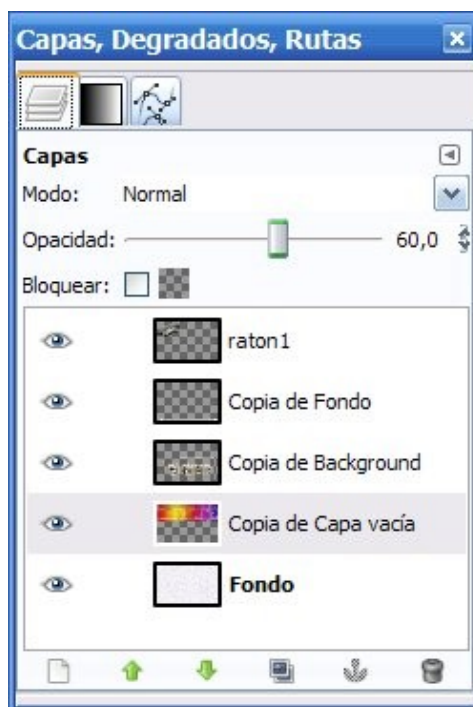 Capas, Degradados, Rutas
Capas
Modo: Normal
Opacidad: 60,0
Bloquear:
raton1
Copia de Fondo
Copia de Background
Copia de Capa vacía
Fondo